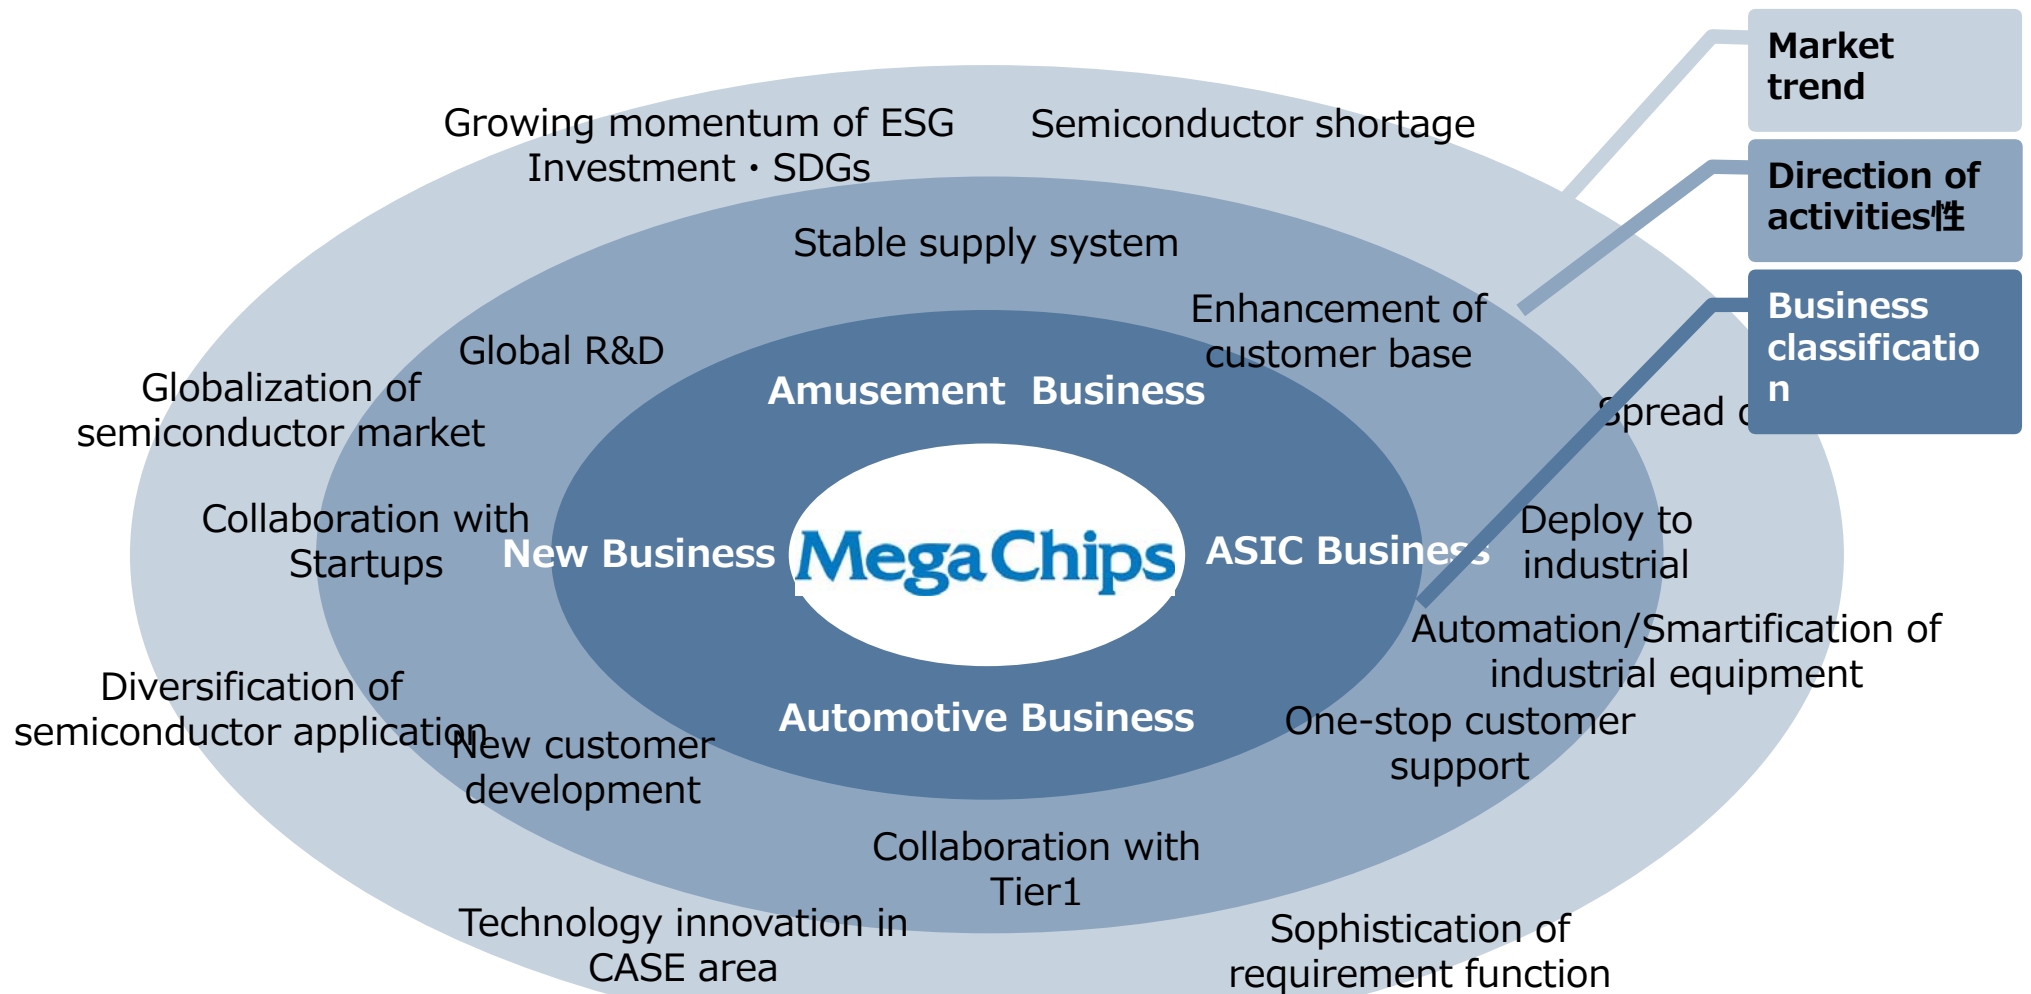 Market
trend
Growing momentum of ESG
Investment・SDGs
Semiconductor shortage
Direction of
activities性
Stable supply system
Enhancement of
customer base
Business
classificatio
n
Global R&D
Globalization of
semiconductor market
Amusement Business
Spread
Collaboration with
Startups
New Business
MegaChips
ASIC Business
Deploy to
industrial
Automation/Smartification of
industrial equipment
Diversification of
semiconductor application
Automotive Business
One-stop customer
support
New customer
development
Collaboration with
Tier1
Technology innovation in
CASE area
Sophistication of
requirement function